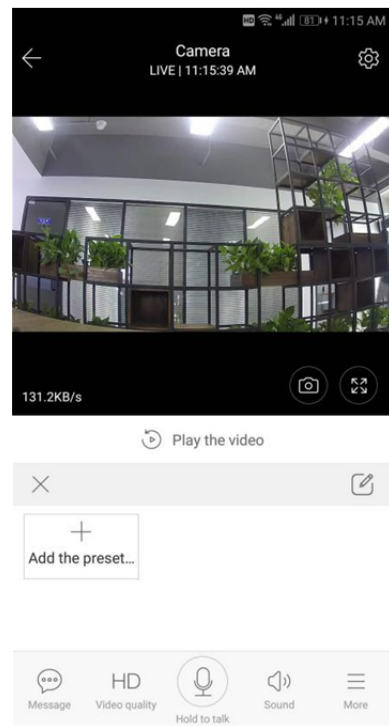 81 11:15 AM
Camera
LIVE | 11:15:39 AM
131.2KB/s
Play the video
Add the preset...
HD
Message
Video quality
Hold to talk
Sound
More